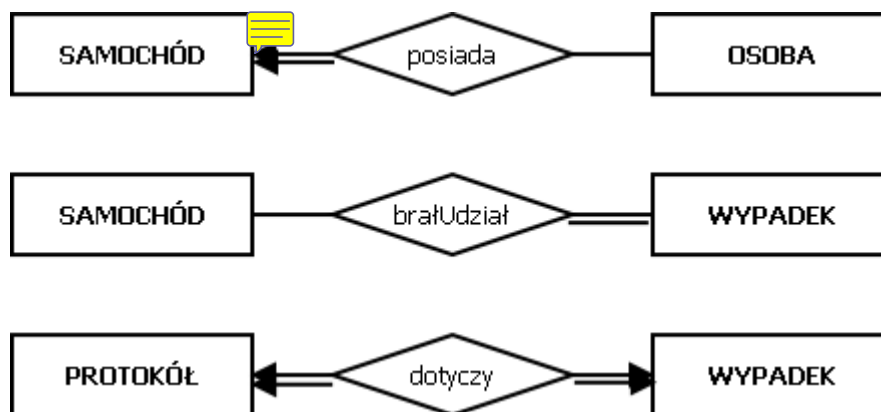 SAMOCHÓD posiada OSOBA
SAMOCHÓD brałUdział WYPADEK
PROTOKÓŁ dotyczy WYPADEK